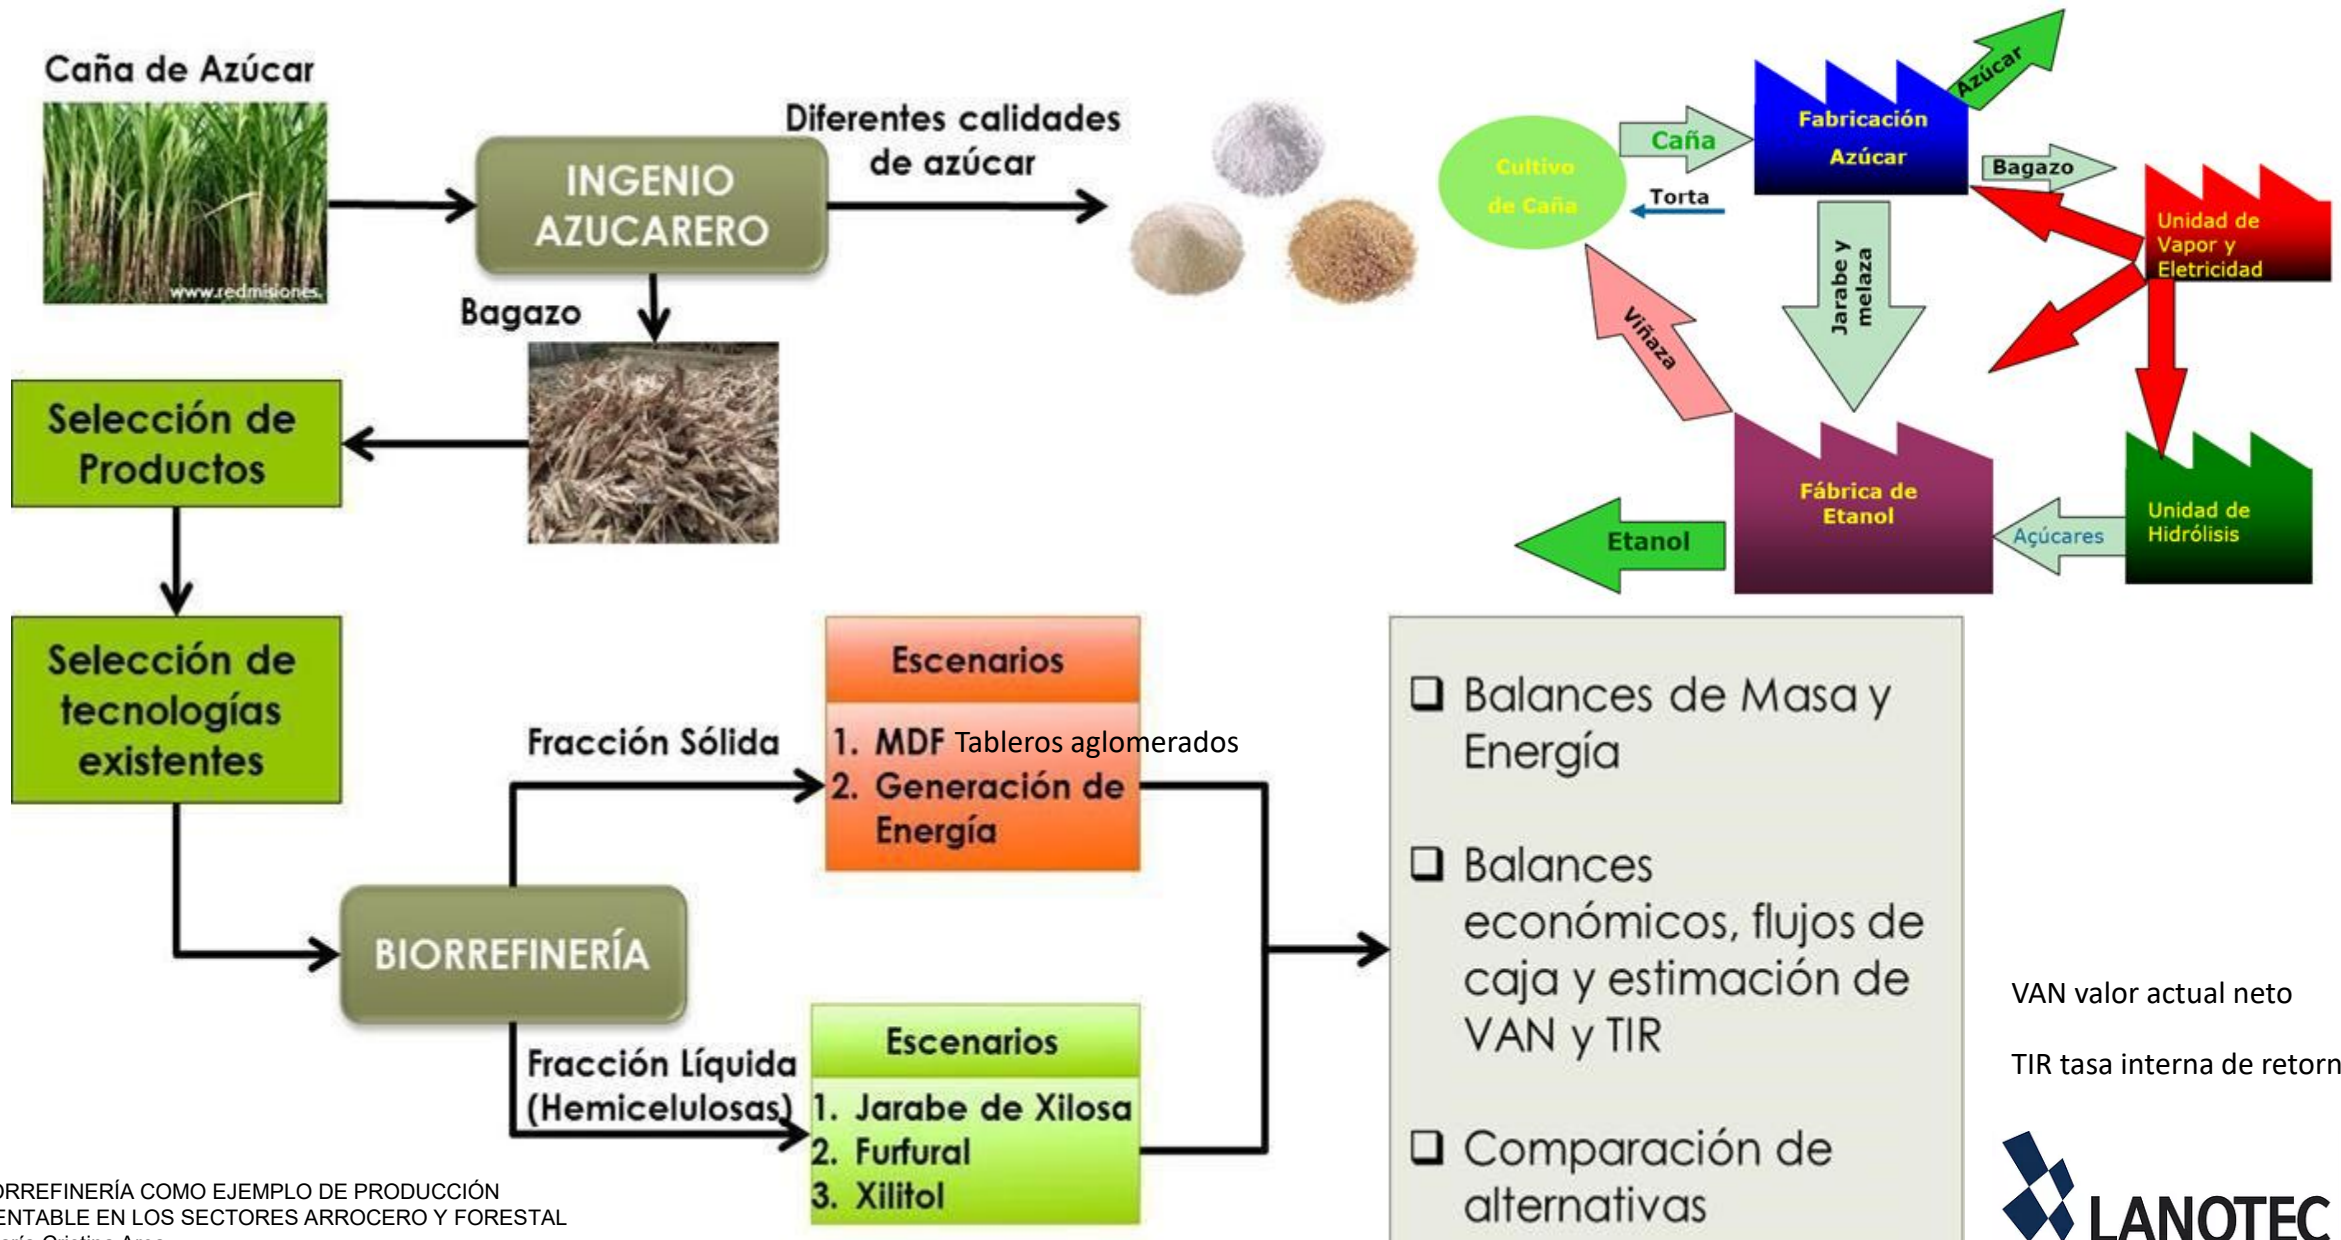 Caña de Azúcar
www.redmisiones.
INGENIO
AZUCARERO
Diferentes calidades
de azúcar
Bagazo
Selección de
Productos
Selección de
tecnologías
existentes
BIORREFINERÍA
Fracción Sólida
Escenarios
1. MDF Tableros aglomerados
2. Generación de
Energía
Fracción Líquida
(Hemicelulosas)
Escenarios
1. Jarabe de Xilosa
2. Furfural
3. Xilitol
Cultivo
de Caña
Caña
Torta
Fabricación
Azúcar
Azúcar
Bagazo
Unidad de
Vapor y
Eletricidad
Jarabe y
melaza
Viñaza
Fábrica de
Etanol
Etanol
Açúcares
Unidad de
Hidrólisis
❑ Balances de Masa y
Energía
❑ Balances
económicos, flujos de
caja y estimación de
VAN y TIR
❑ Comparación de
alternativas
VAN valor actual neto
TIR tasa interna de retorn
ORREFINERÍA COMO EJEMPLO DE PRODUCCIÓN
ENTABLE EN LOS SECTORES ARROCERO Y FORESTAL
LANOTEC